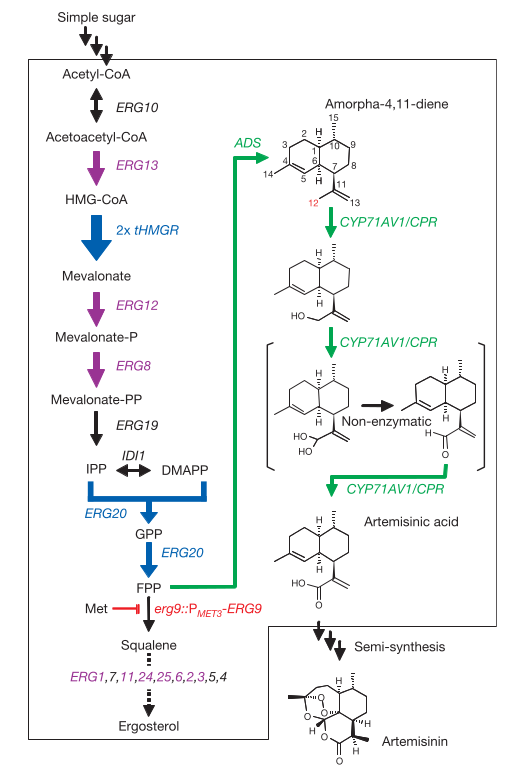 Simple sugar
Acetyl-CoA
ERG10
Acetoacetyl-CoA
ERG13
HMG-CoA
2x tHMGR
Mevalonate
ERG12
Mevalonate-P
ERG8
Mevalonate-PP
ERG19
IDI1
IPP
DMAPP
ERG20
GPP
ERG20
FPP
Met
erg9::PMET3-ERG9
Squalene
ERG1,7,11,24,25,6,2,3,5,4
Ergosterol
ADS
Amorpha-4,11-diene
15
H
2
3
1
10
9
4
6
8
5
7
14
H
11
12
13
CYP71AV1/CPR
H
H
HO
CYP71AV1/CPR
H
H
HO
HO
Non-enzymatic
H
H
H
O
CYP71AV1/CPR
Artemisinic acid
H
H
HO
O
Semi-synthesis
H
O
O
O
H
H
O
H
O
Artemisinin